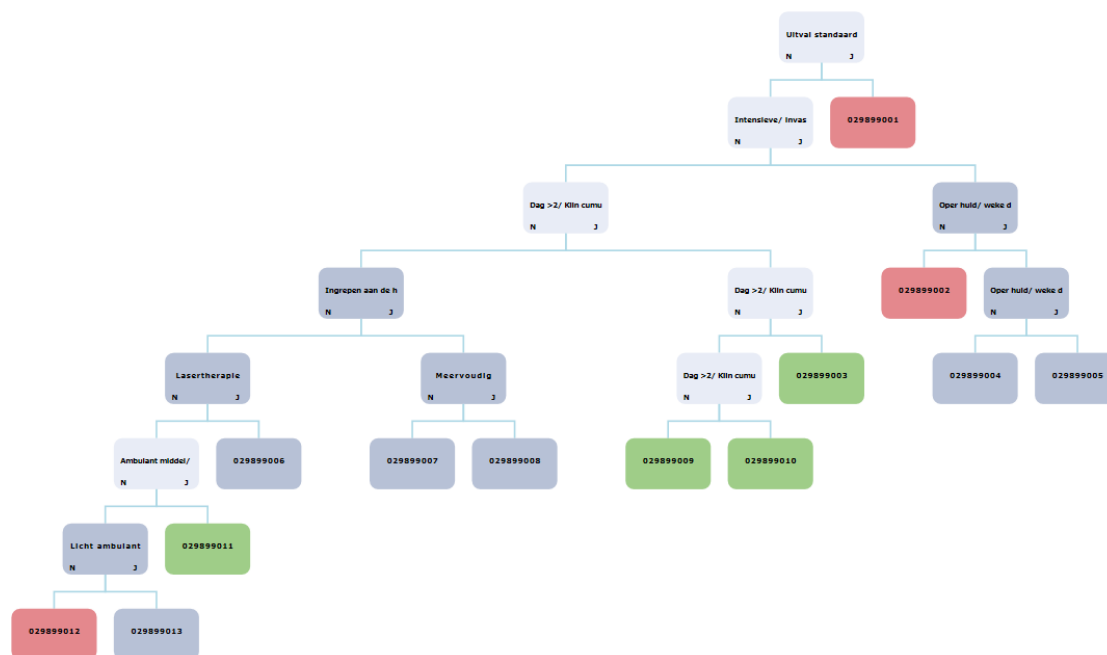 Uitval standaard
N J
Intensieve/ invas
N J
029899001
Dag >2/ Klin cumu
N J
Oper huid/ weke d
N J
Ingrepen aan de h
N J
Dag >2/ Klin cumu
N J
029899002
Oper huid/ weke d
N J
Lasertherapie
N J
Meervoudig
N J
Dag >2/ Klin cumu
N J
029899003
029899004
029899005
Ambulant middel/
N J
029899006
029899007
029899008
029899009
029899010
Licht ambulant
N J
029899011
029899012
029899013